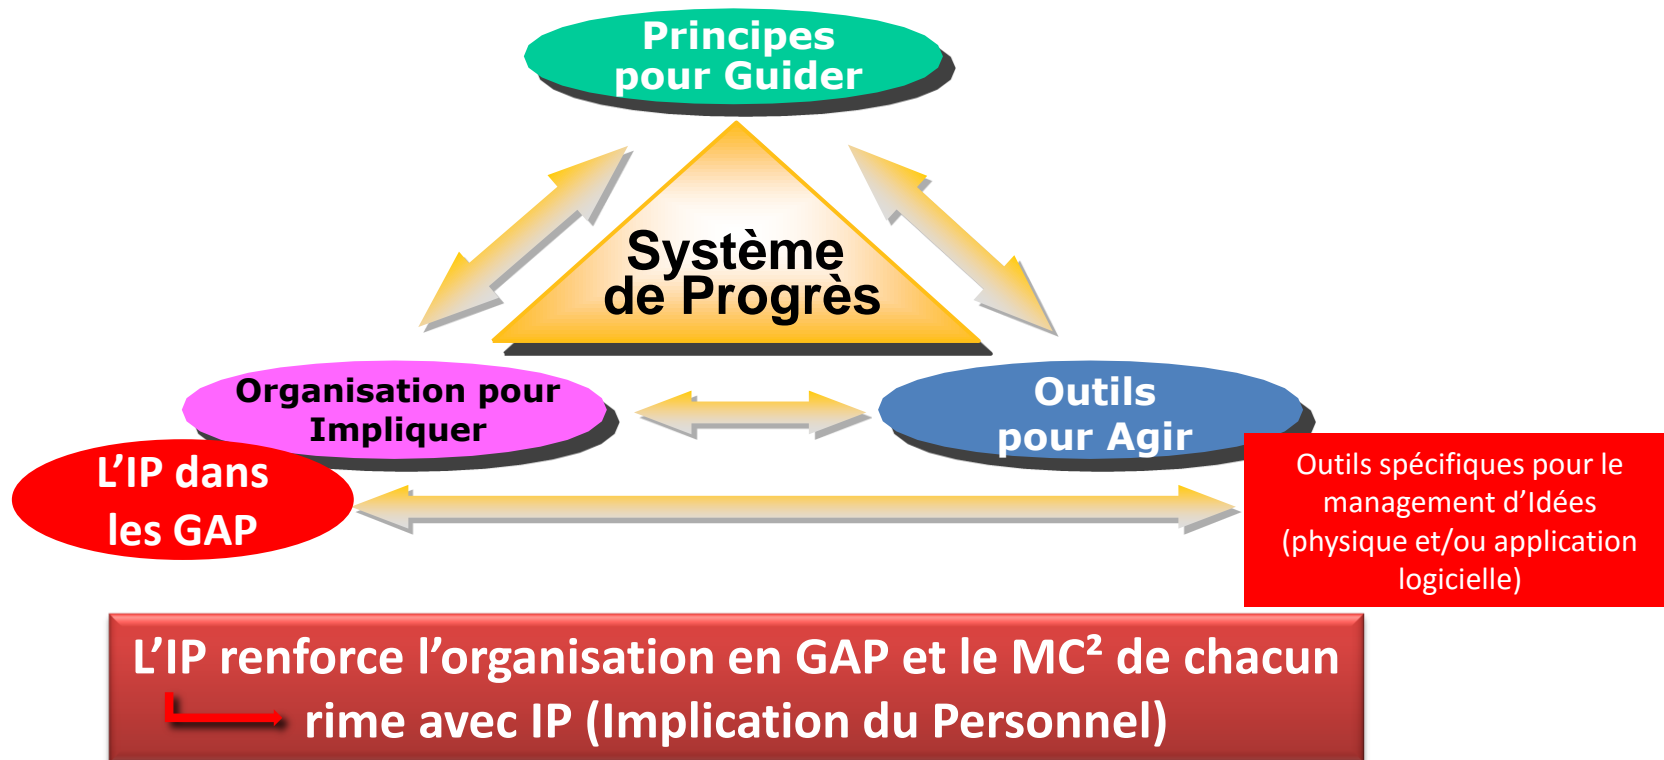 Principes
pour Guider
Système
de Progrès
Organisation pour
Impliquer
Outils
pour Agir
L’IP dans
les GAP
Outils spécifiques pour le
management d’Idées
(physique et/ou application
logicielle)
L’IP renforce l’organisation en GAP et le MC² de chacun
rime avec IP (Implication du Personnel)